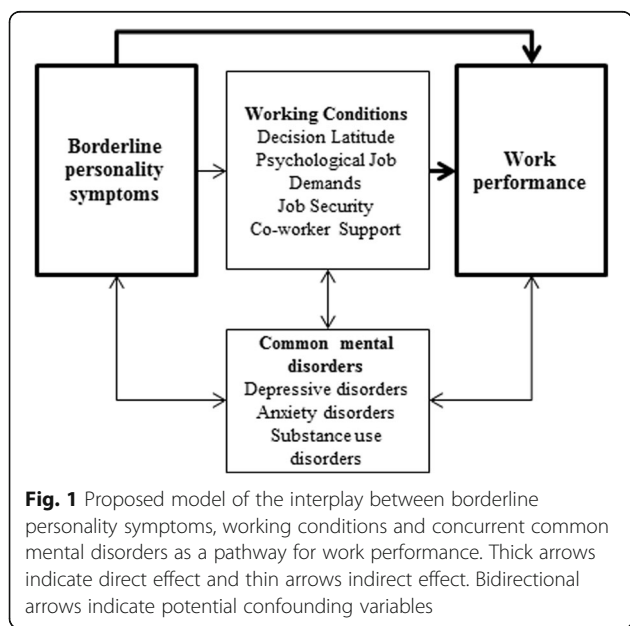 Borderline
personality
symptoms
Working Conditions
Decision Latitude
Psychological Job
Demands
Job Security
Co-worker Support
Work
performance
Common mental
disorders
Depressive disorders
Anxiety disorders
Substance use
disorders
Fig. 1 Proposed model of the interplay between borderline
personality symptoms, working conditions and concurrent common
mental disorders as a pathway for work performance. Thick arrows
indicate direct effect and thin arrows indirect effect. Bidirectional
arrows indicate potential confounding variables